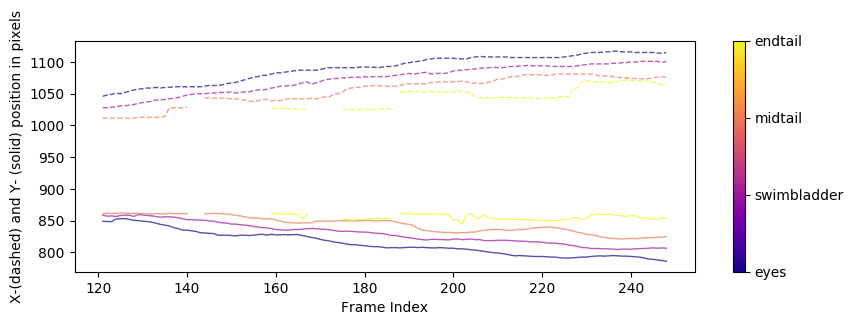 X-(dashed) and Y- (solid) position in pixels
1100
1050
1000
950
900
850
800
120
140
160
180
200
220
240
Frame Index
endtail
midtail
swimbladder
eyes